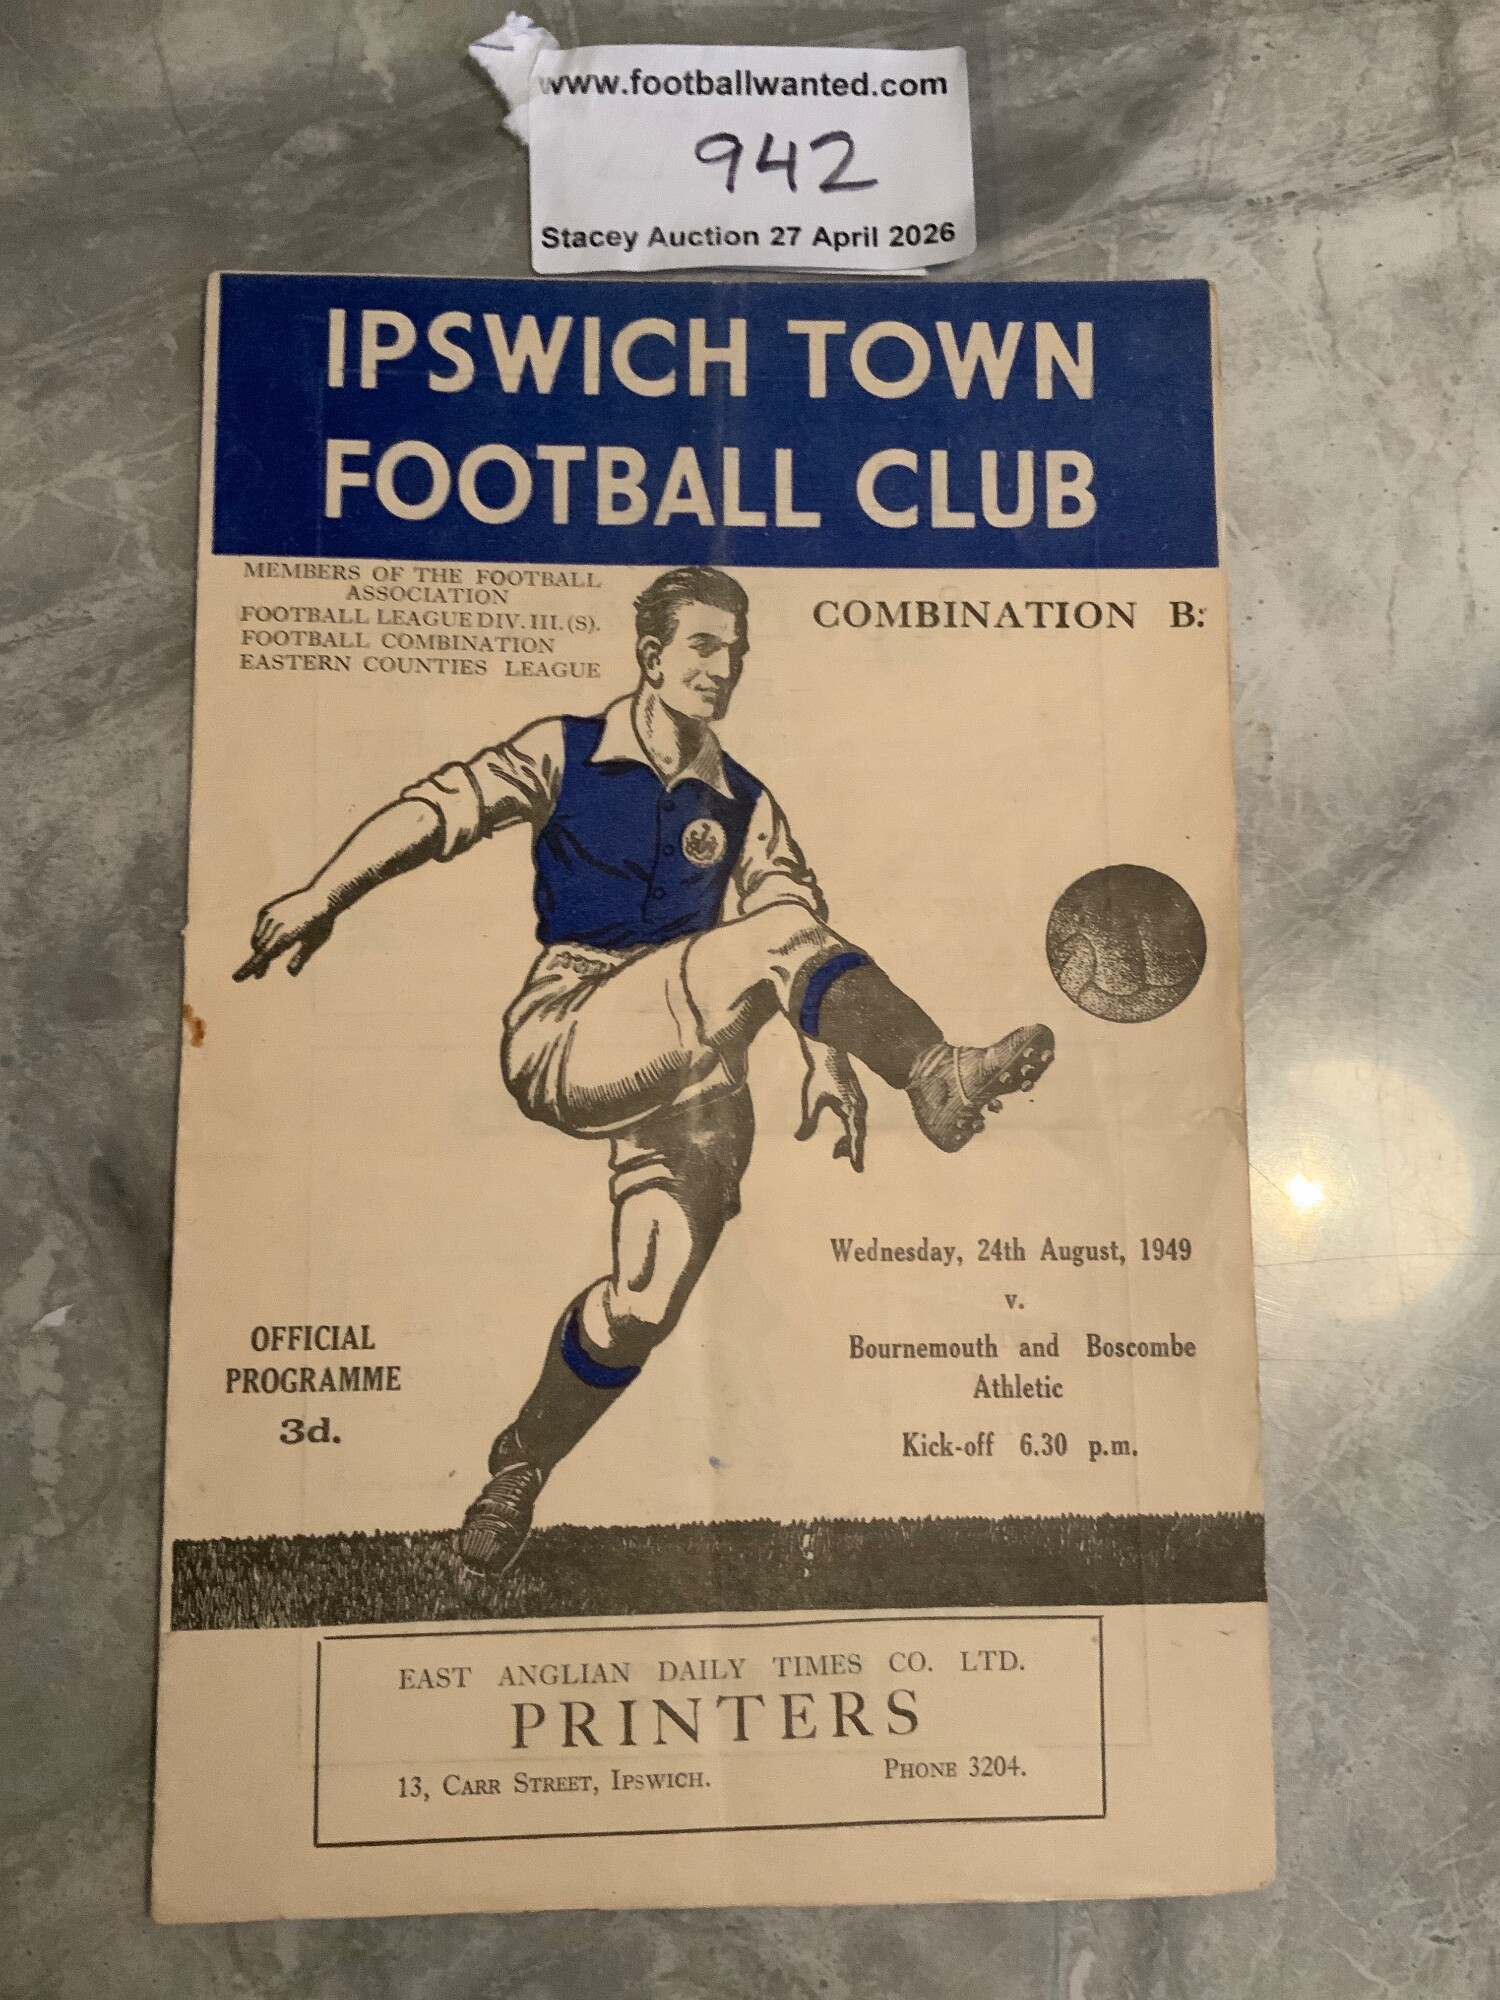 www.footballwanted.com
942
Stacey Auction 27 April 2026
IPSWICH TOWN
FOOTBALL CLUB
MEMBERS OF THE FOOTBALL
ASSOCIATION
FOOTBALL LEAGUE DIV. III. (S).
FOOTBALL COMBINATION
EASTERN COUNTIES LEAGUE
COMBINATION B:
Wednesday, 24th August, 1949
v.
Bournemouth and Boscombe
Athletic
Kick-off 6.30 p.m.
OFFICIAL
PROGRAMME
3d.
EAST ANGLIAN DAILY TIMES CO. LTD.
PRINTERS
13, CARR STREET, IPSWICH. PHONE 3204.